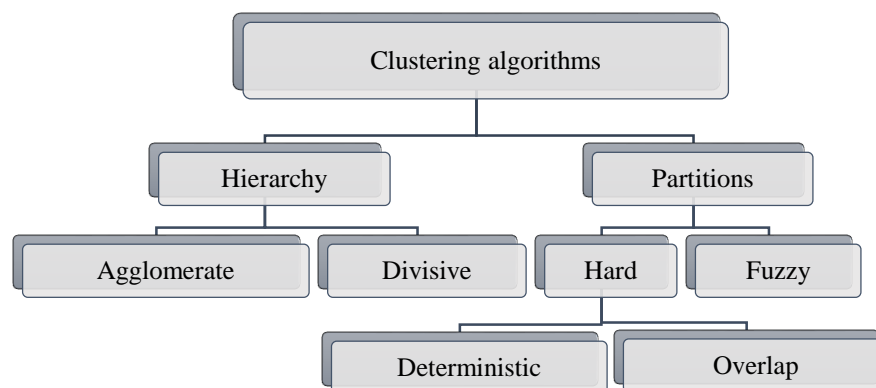 Clustering algorithms
Hierarchy
Partitions
Agglomerate
Divisive
Hard
Fuzzy
Deterministic
Overlap